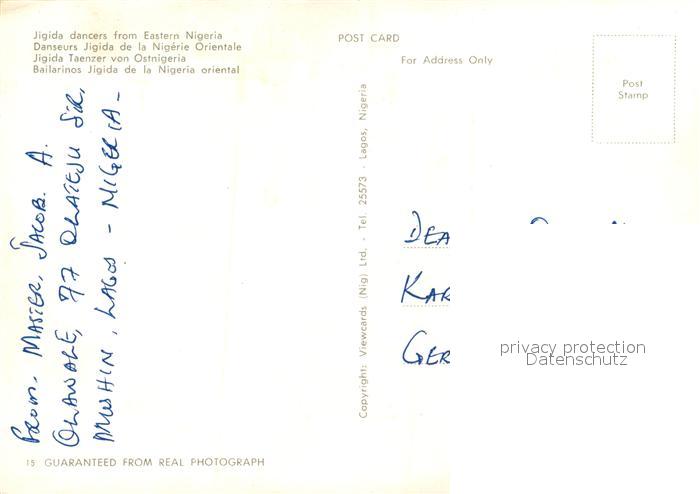 Jigida dancers from Eastern Nigeria
Danseurs Jigida de la Nigérie Orientale
Jigida Taenzer von Ostnigeria
Bailarinos Jigida de la Nigeria oriental
FROM. MASTER. JACOB. A.
OLAWALE, 77 OLATEJU STR,
MUSHIN, LAGOS - NIGERIA-
15 GUARANTEED FROM REAL PHOTOGRAPH
Copyright: Viewcards (Nig) Ltd. - Tel. 25573 - Lagos, Nigeria
POST CARD
For Address Only
Post
Stamp
DEA
KAR
GER
privacy protection
Datenschutz